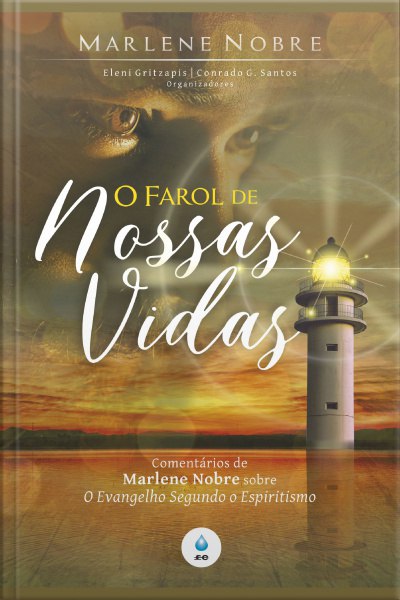 MARLENE NOBRE
Eleni Gritzapis | Conrado G. Santos
Organizadores
O FAROL DE
Nossas
Vidas
Comentários de
Marlene Nobre sobre
O Evangelho Segundo o Espiritismo